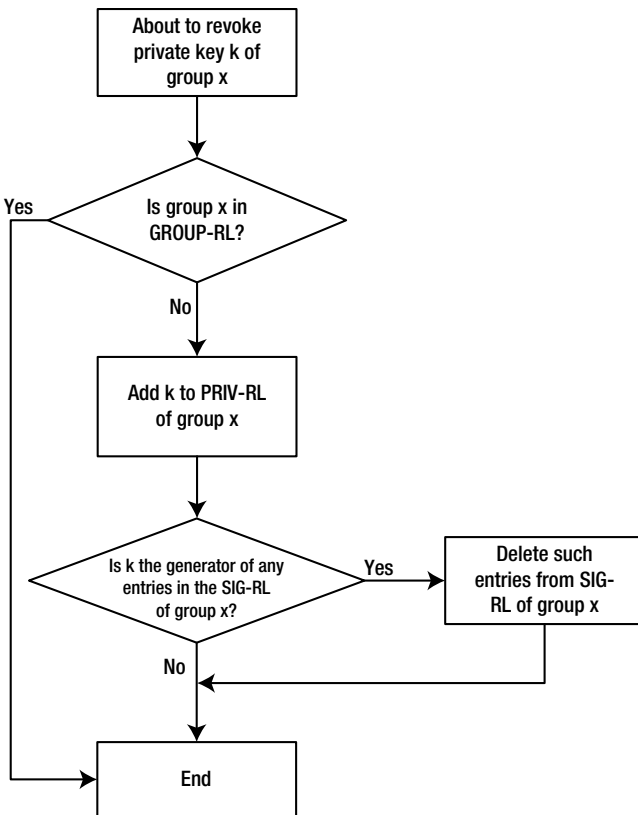 About to revoke
private key k of
group x
Yes
Is group x in
GROUP-RL?
No
Add k to PRIV-RL
of group x
Is k the generator of any
entries in the SIG-RL
of group x?
Yes
Delete such
entries from SIG-
RL of group x
No
End